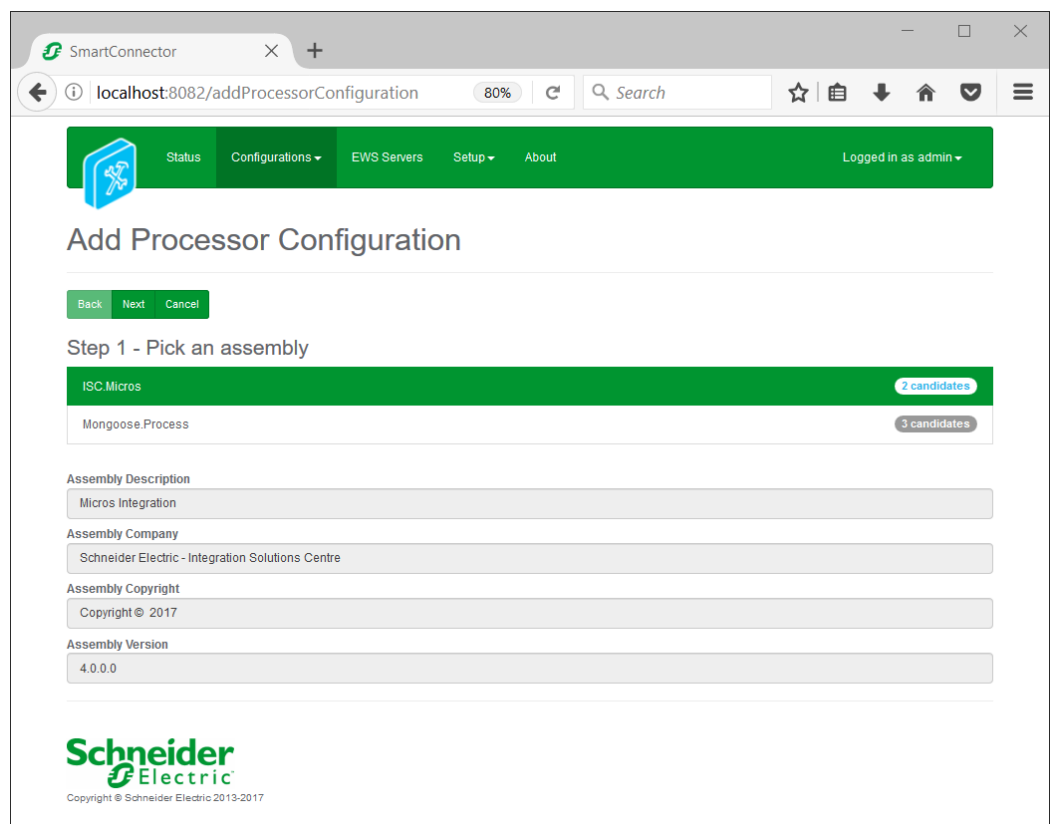 SmartConnector
localhost:8082/addProcessorConfiguration 80% Search
Status Configurations EWS Servers Setup About Logged in as admin
Add Processor Configuration
Back Next Cancel
Step 1 - Pick an assembly
ISC.Micros 2 candidates
Mongoose.Process 3 candidates
Assembly Description
Micros Integration
Assembly Company
Schneider Electric - Integration Solutions Centre
Assembly Copyright
Copyright © 2017
Assembly Version
4.0.0.0
Schneider
Electric
Copyright © Schneider Electric 2013-2017